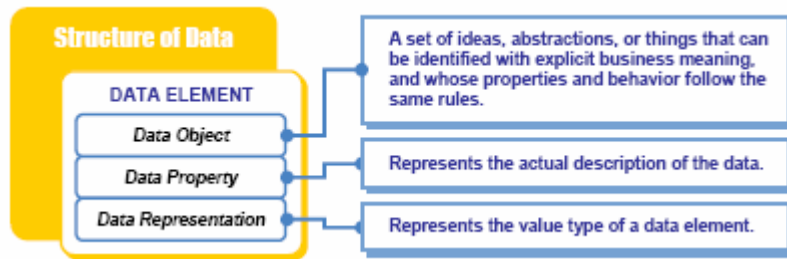 Structure of Data
DATA ELEMENT
Data Object
Data Property
Data Representation
A set of ideas, abstractions, or things that can
be identified with explicit business meaning,
and whose properties and behavior follow the
same rules.
Represents the actual description of the data.
Represents the value type of a data element.